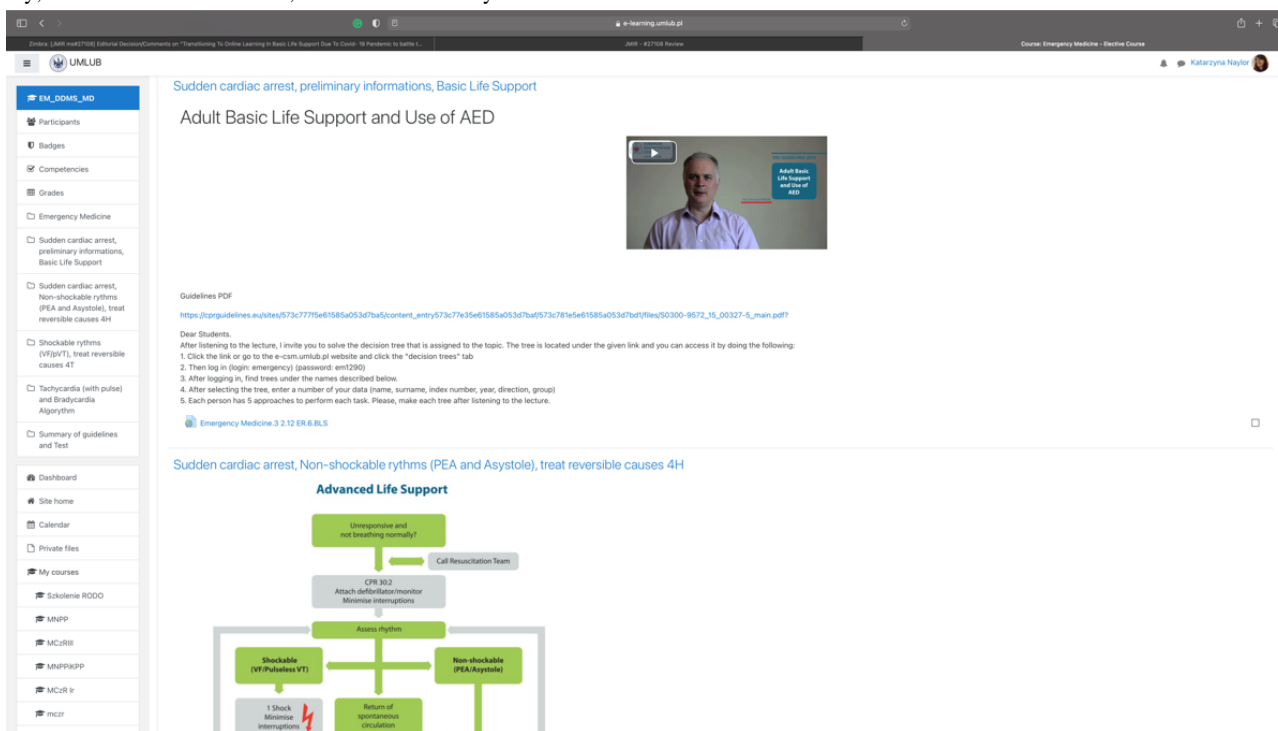 e-learning.umlub.pl
Zimbra: [JMIR ms#27108] Editorial Decision/Comments on "Transitioning To Online Learning in Basic Life Support Due To Covid- 19 Pandemic to battle t...
JMIR - #27108 Review
Course: Emergency Medicine - Elective Course
UMLUB
Katarzyna Naylor
EM_DDMS_MD
Participants
Badges
Competencies
Grades
Emergency Medicine
Sudden cardiac arrest,
preliminary informations,
Basic Life Support
Sudden cardiac arrest,
Non-shockable rythms
(PEA and Asystole), treat
reversible causes 4H
Shockable rythms
(VF/pVT), treat reversible
causes 4T
Tachycardia (with pulse)
and Bradycardia
Algorythm
Summary of guidelines
and Test
Dashboard
Site home
Calendar
Private files
My courses
Szkolenie RODO
MNPP
MCzRIII
MNPPiKPP
MCzR Ir
mczr
Sudden cardiac arrest, preliminary informations, Basic Life Support
Adult Basic Life Support and Use of AED
Adult Basic
Life Support
and Use of
AED
Guidelines PDF
https://cprguidelines.eu/sites/573c777f5e61585a053d7ba5/content_entry573c77e35e61585a053d7baf/573c781e5e61585a053d7bd1/files/S0300-9572_15_00327-5_main.pdf?
Dear Students.
After listening to the lecture, I invite you to solve the decision tree that is assigned to the topic. The tree is located under the given link and you can access it by doing the following:
1. Click the link or go to the e-csm.umlub.pl website and click the "decision trees" tab
2. Then log in (login: emergency) (password: em1290)
3. After logging in, find trees under the names described below.
4. After selecting the tree, enter a number of your data (name, surname, index number, year, direction, group)
5. Each person has 5 approaches to perform each task. Please, make each tree after listening to the lecture.
Emergency Medicine.3 2.12 ER.6.BLS
Sudden cardiac arrest, Non-shockable rythms (PEA and Asystole), treat reversible causes 4H
Advanced Life Support
Unresponsive and
not breathing normally?
Call Resuscitation Team
CPR 30:2
Attach defibrillator/monitor
Minimise interruptions
Assess rhythm
Shockable
(VF/Pulseless VT)
Non-shockable
(PEA/Asystole)
1 Shock
Minimise
interruptions
Return of
spontaneous
circulation